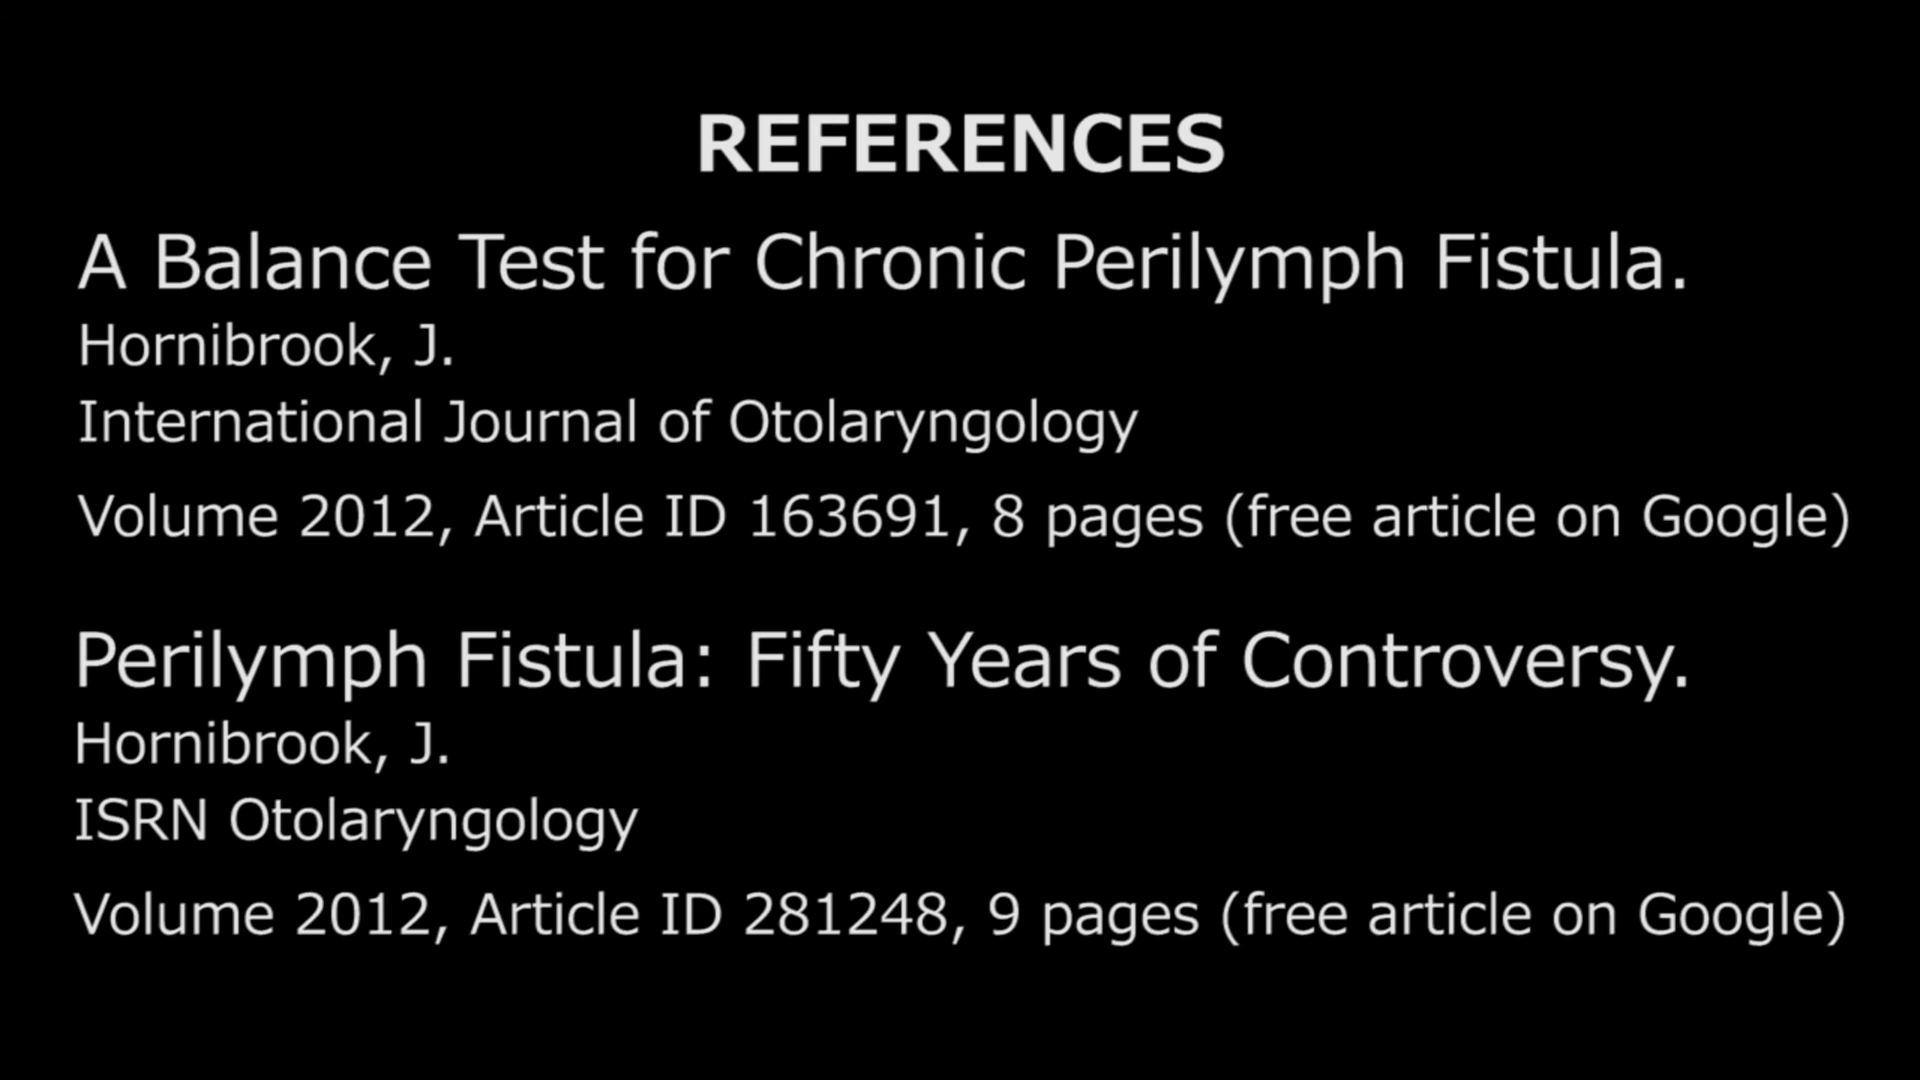 REFERENCES
A Balance Test for Chronic Perilymph Fistula.
Hornibrook, J.
International Journal of Otolaryngology
Volume 2012, Article ID 163691, 8 pages (free article on Google)
Perilymph Fistula: Fifty Years of Controversy.
Hornibrook, J.
ISRN Otolaryngology
Volume 2012, Article ID 281248, 9 pages (free article on Google)